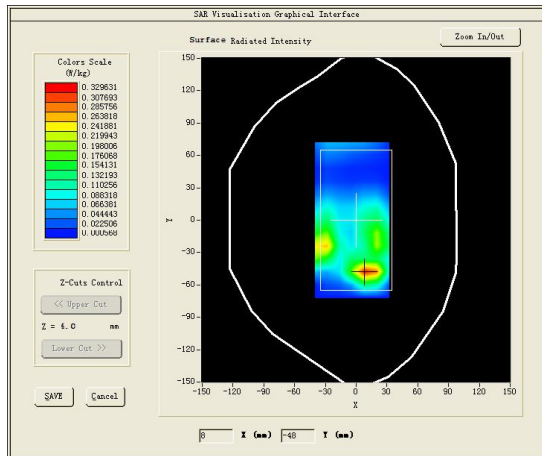 SAR Visualisation Graphical Interface
Surface Radiated Intensity
Zoom In/Out
Colors Scale
(W/kg)
0.329631
0.307693
0.285756
0.263818
0.241881
0.219943
0.198006
0.176068
0.154131
0.132193
0.110256
0.088318
0.066381
0.044443
0.022506
0.000568
150
120
90
60
30
0
-30
-60
-90
-120
-150
Y
-150 -120 -90 -60 -30 0 30 60 90 120 150
X
Z-Cuts Control
<< Upper Cut
Z = 4.0 mm
Lower Cut >>
SAVE Cancel
8 X (mm) -48 Y (mm)